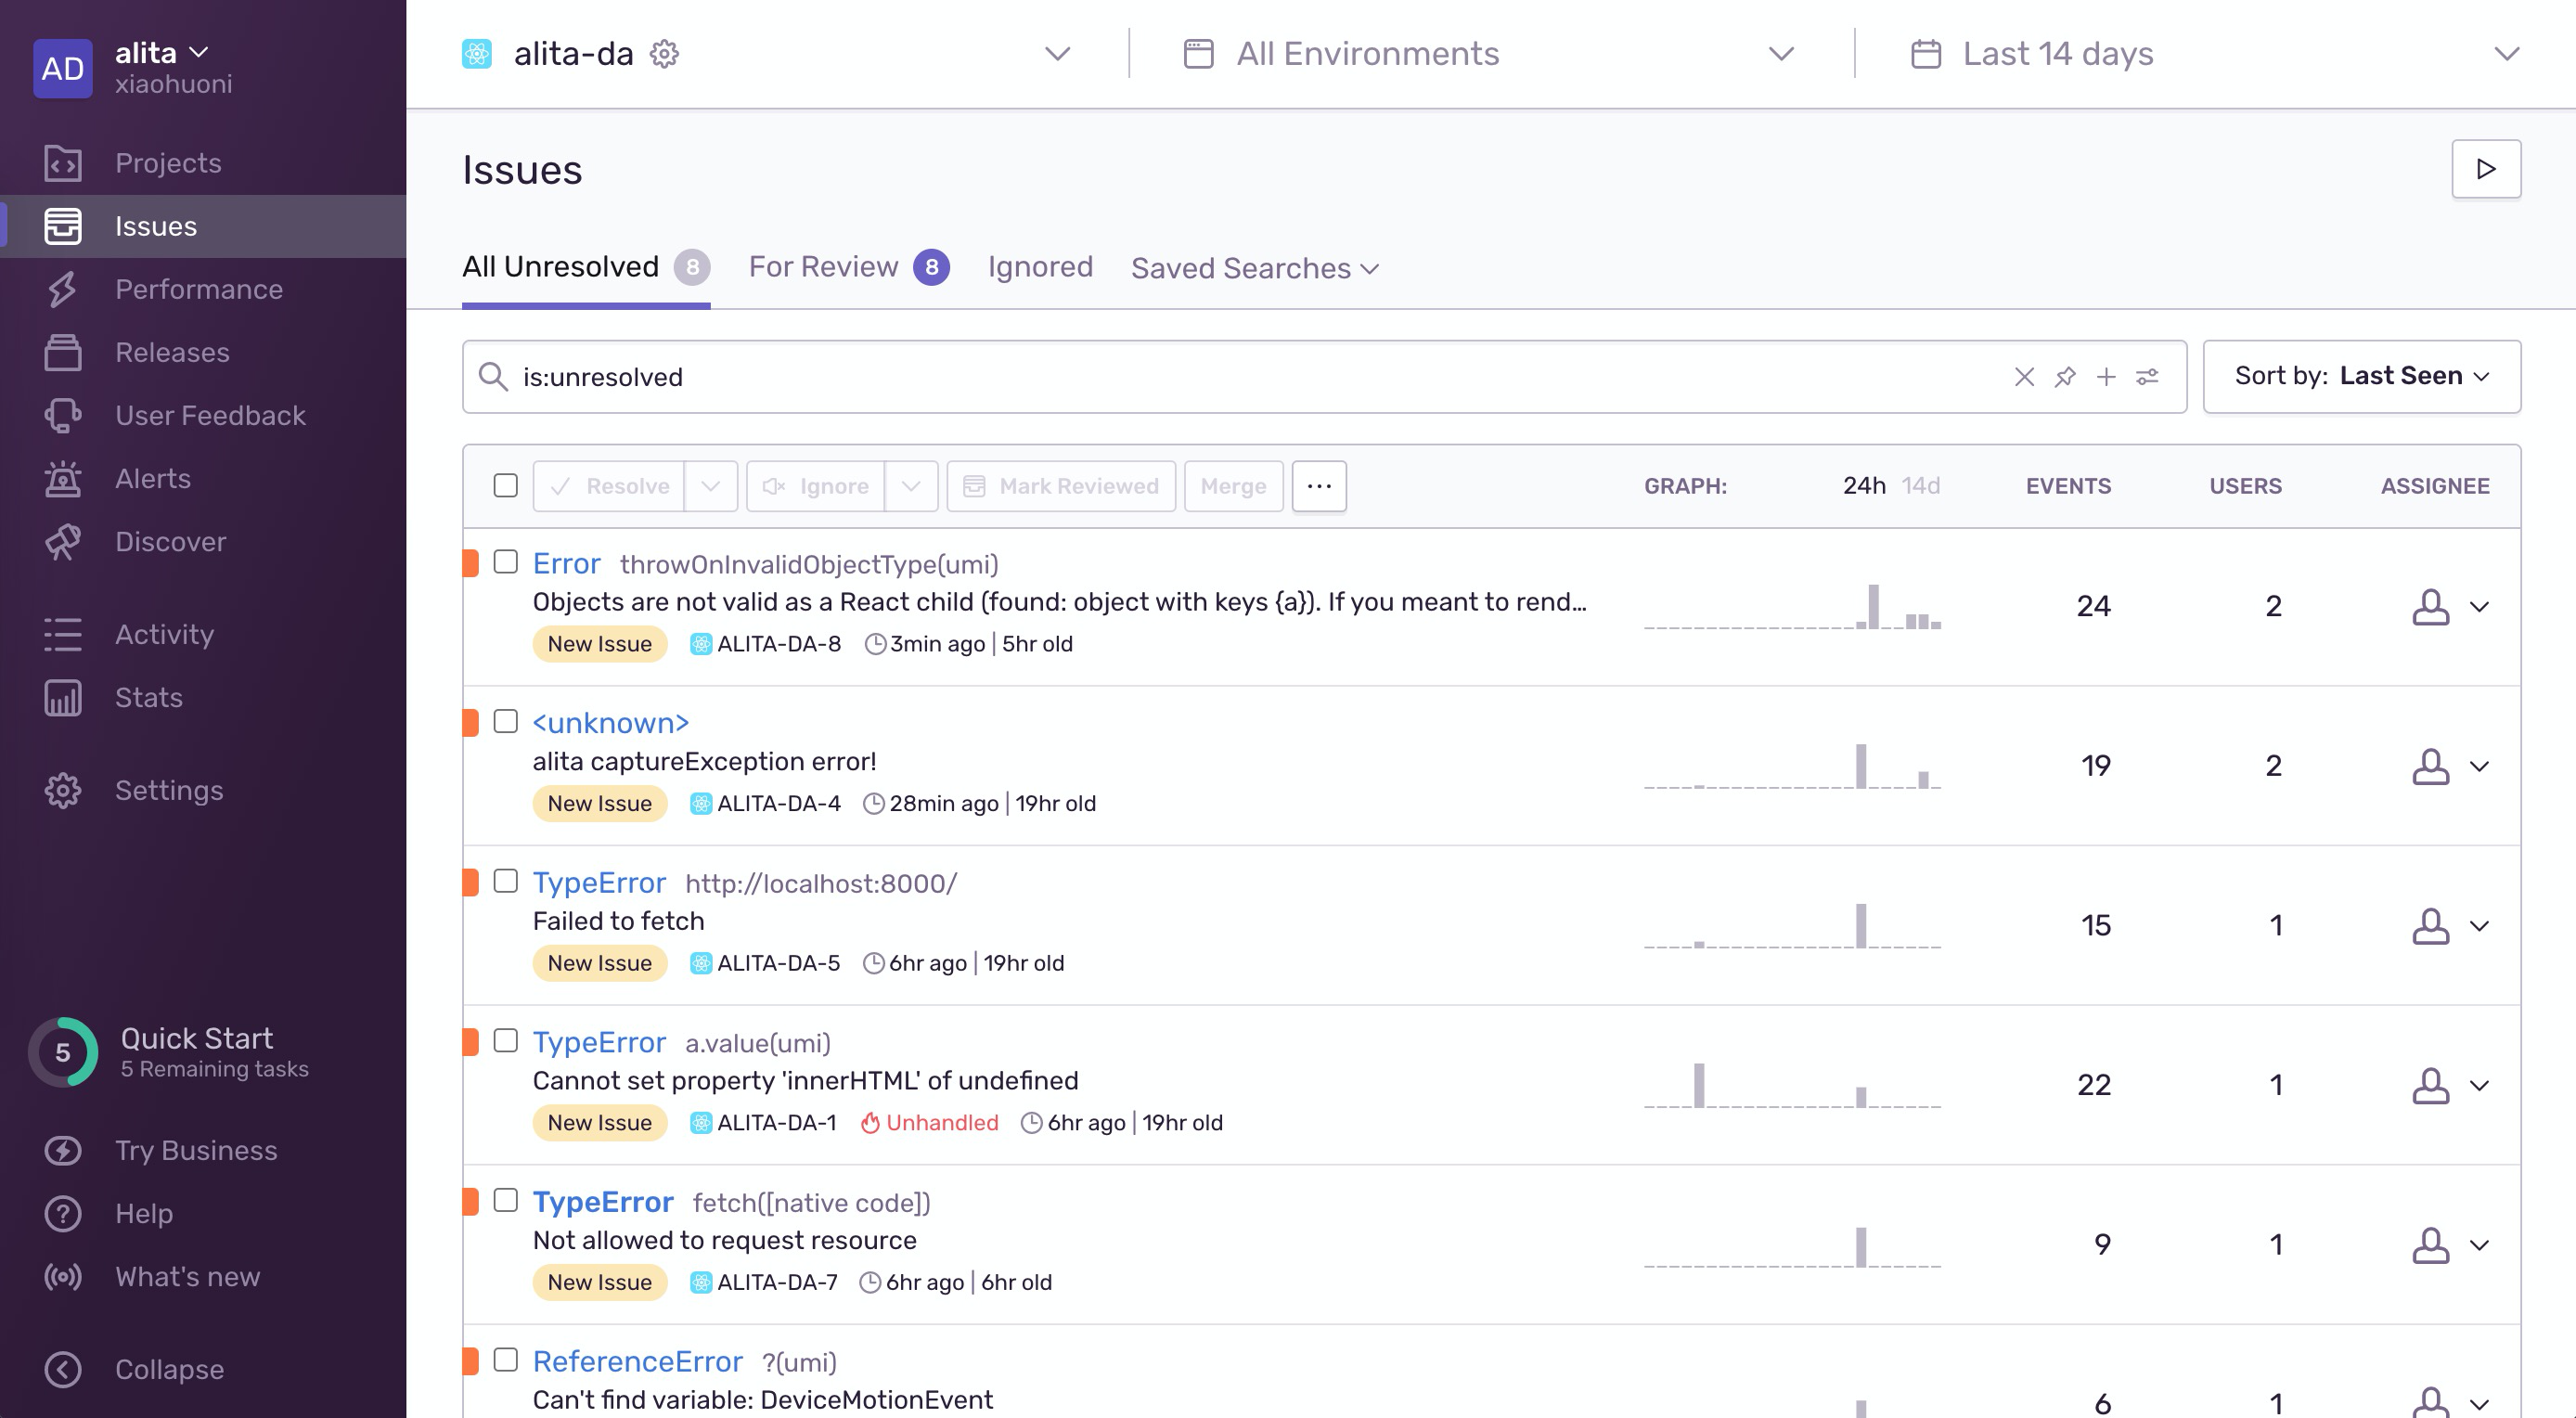 AD
alita
xiaohuoni
Projects
Issues
Performance
Releases
User Feedback
Alerts
Discover
Activity
Stats
Settings
5
Quick Start
5 Remaining tasks
Try Business
Help
What's new
Collapse
alita-da
All Environments
Last 14 days
Issues
All Unresolved 8 For Review 8 Ignored Saved Searches
is:unresolved
Sort by: Last Seen
Resolve Ignore Mark Reviewed Merge ... GRAPH: 24h 14d EVENTS USERS ASSIGNEE
Error throwOnInvalidObjectType(umi)
Objects are not valid as a React child (found: object with keys {a}). If you meant to rend...
New Issue ALITA-DA-8 3min ago | 5hr old
24 2
<unknown>
alita captureException error!
New Issue ALITA-DA-4 28min ago | 19hr old
19 2
TypeError http://localhost:8000/
Failed to fetch
New Issue ALITA-DA-5 6hr ago | 19hr old
15 1
TypeError a.value(umi)
Cannot set property 'innerHTML' of undefined
New Issue ALITA-DA-1 Unhandled 6hr ago | 19hr old
22 1
TypeError fetch([native code])
Not allowed to request resource
New Issue ALITA-DA-7 6hr ago | 6hr old
9 1
ReferenceError ?(umi)
Can't find variable: DeviceMotionEvent
6 1